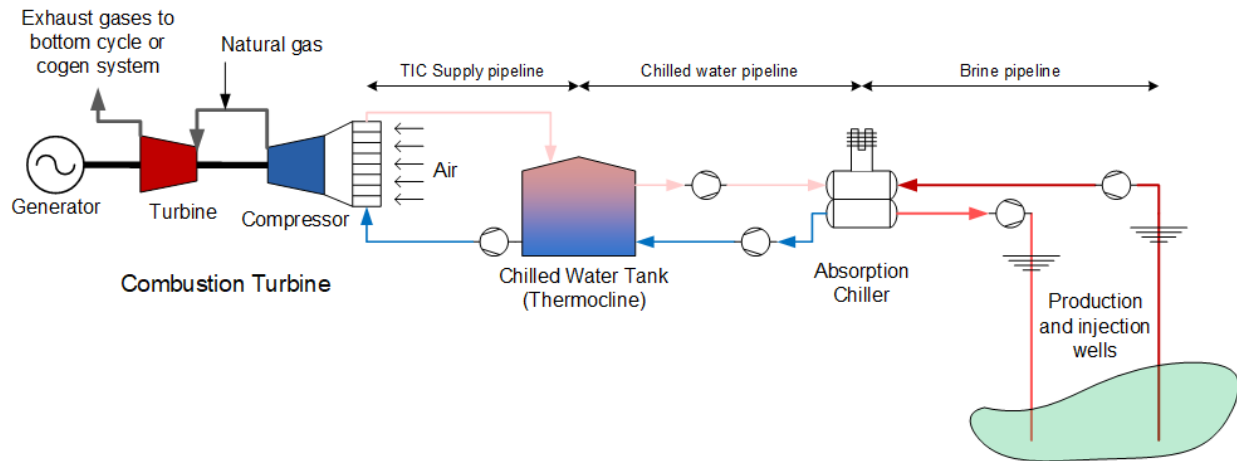 Exhaust gases to
bottom cycle or
cogen system
Natural gas
TIC Supply pipeline
Chilled water pipeline
Brine pipeline
Air
Generator
Turbine
Compressor
Combustion Turbine
Chilled Water Tank
(Thermocline)
Absorption
Chiller
Production
and injection
wells